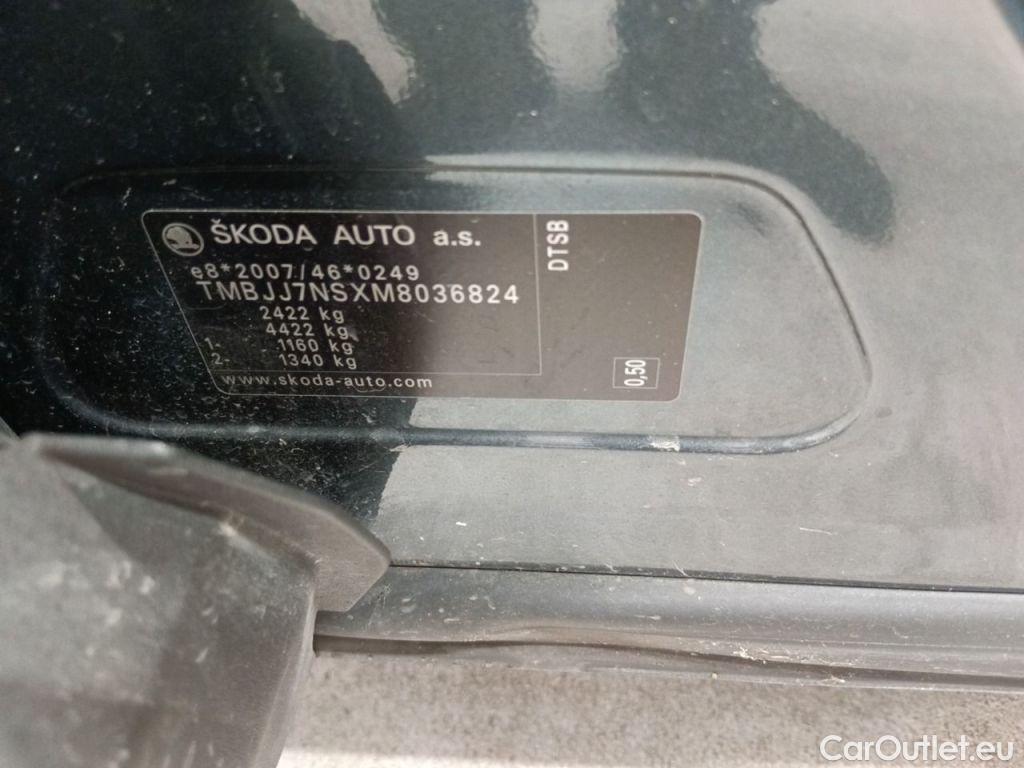 ŠKODA AUTO a.s.
e8*2007/46*0249
TMBJJ7NSXM8036824
2422 kg
4422 kg
1- 1160 kg
2- 1340 kg
www.skoda-auto.com
DTSB
0,50
CarOutlet.eu